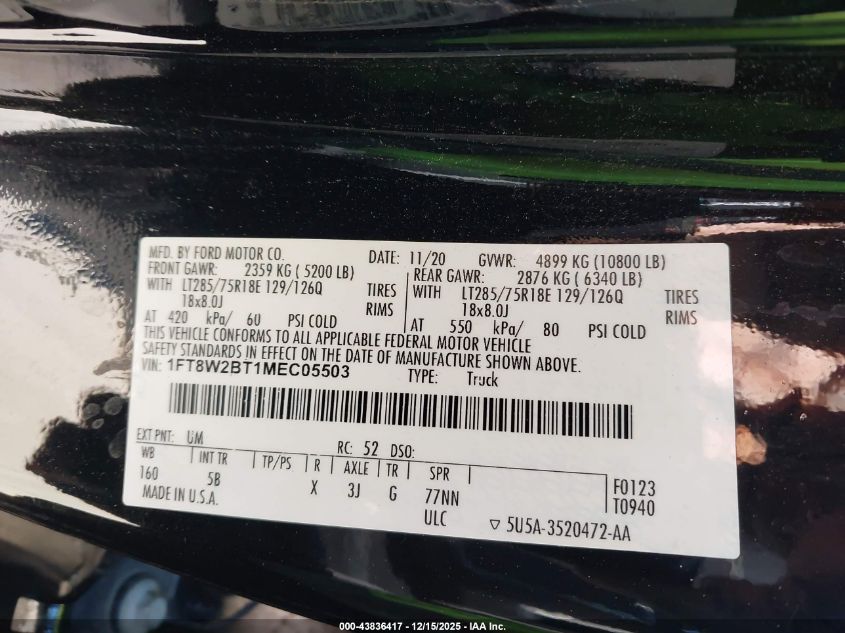 MFD. BY FORD MOTOR CO. DATE: 11/20 GVWR: 4899 KG (10800 LB)
FRONT GAWR: 2359 KG ( 5200 LB) REAR GAWR: 2876 KG ( 6340 LB)
WITH LT285/75R18E 129/126Q TIRES WITH LT285/75R18E 129/126Q TIRES
18x8.0J RIMS 18x8.0J RIMS
AT 420 kPa/ 60 PSI COLD AT 550 kPa/ 80 PSI COLD
THIS VEHICLE CONFORMS TO ALL APPLICABLE FEDERAL MOTOR VEHICLE
SAFETY STANDARDS IN EFFECT ON THE DATE OF MANUFACTURE SHOWN ABOVE.
VIN: 1FT8W2BT1MEC05503 TYPE: Truck
EXT PNT: UM RC: 52 DSO:
WB INT TR TP/PS R AXLE TR SPR
160 5B X 3J G 77NN F0123
ULC T0940
MADE IN U.S.A. ▽ 5U5A-3520472-AA
000-43836417 - 12/15/2025 - IAA Inc.